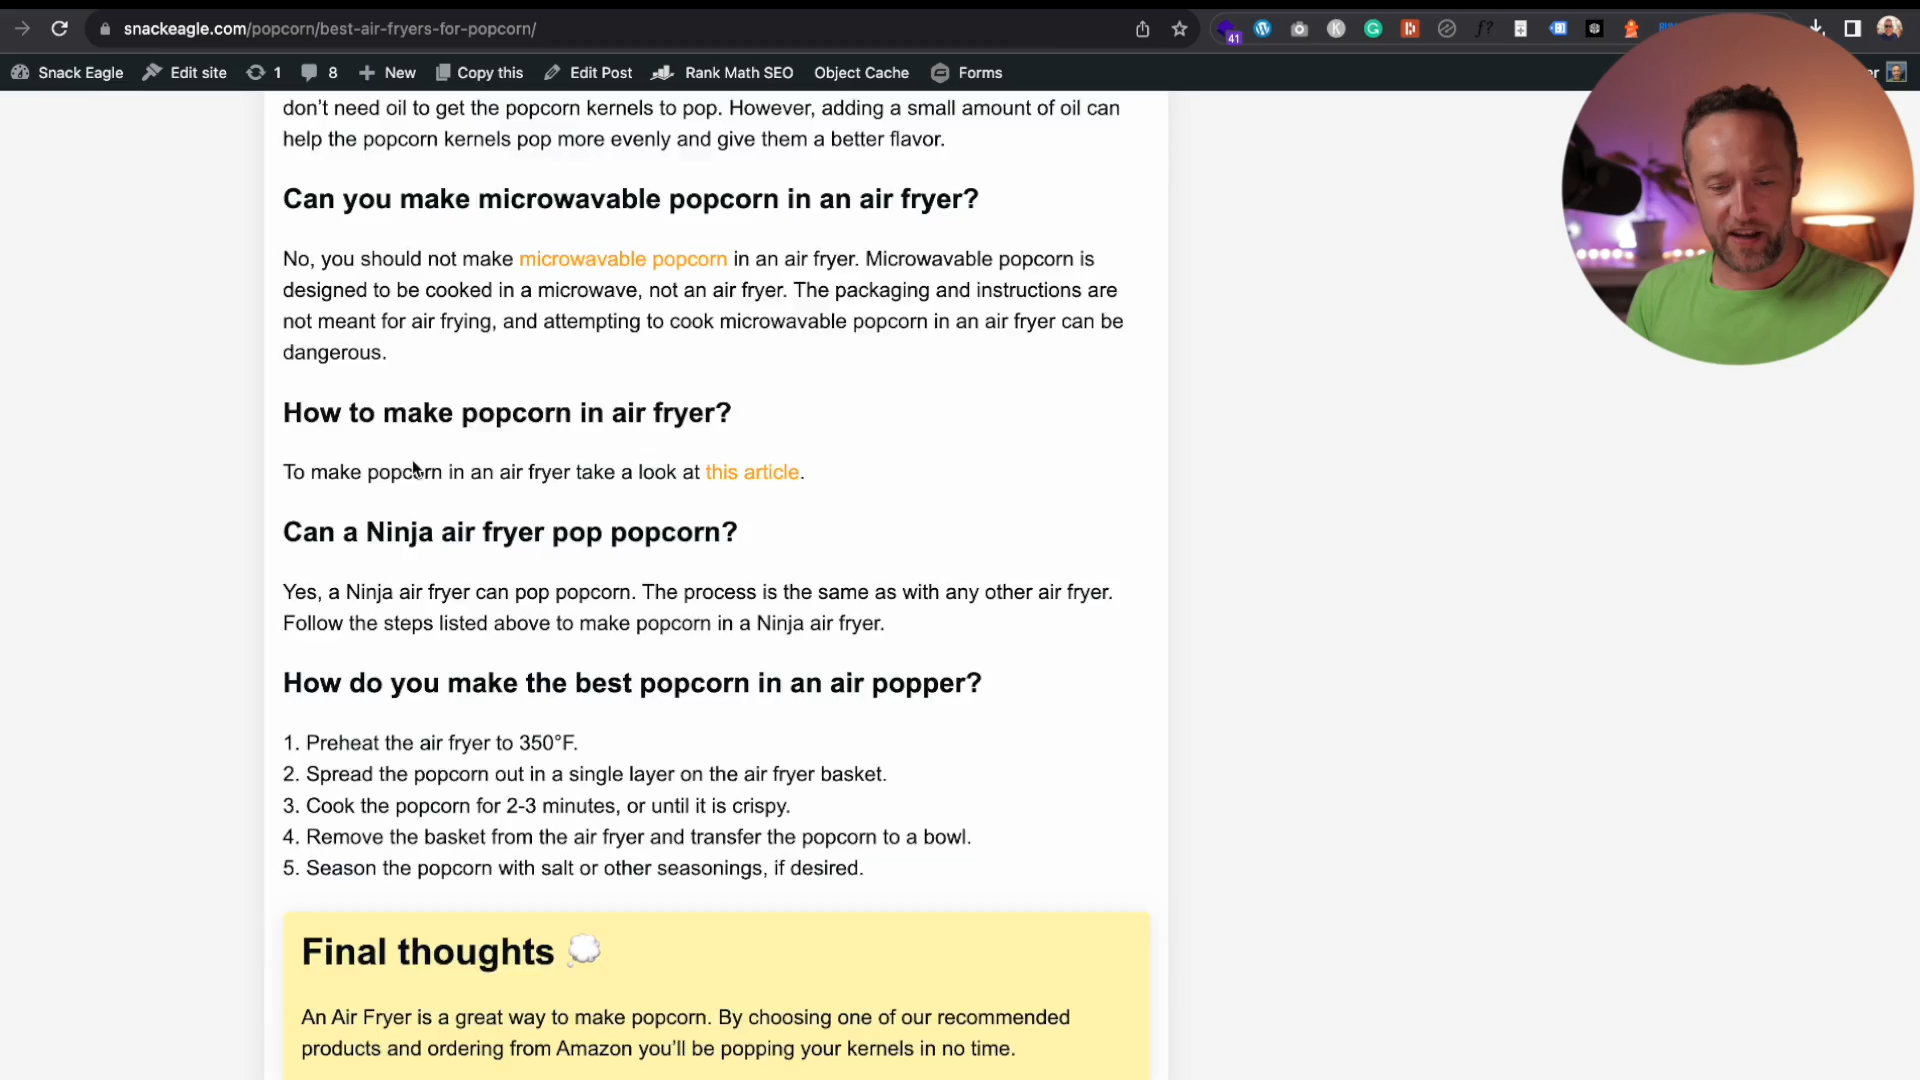 snackeagle.com/popcorn/best-air-fryers-for-popcorn/
41
Snack Eagle Edit site 1 8 New Copy this Edit Post Rank Math SEO Object Cache Forms
don't need oil to get the popcorn kernels to pop. However, adding a small amount of oil can
help the popcorn kernels pop more evenly and give them a better flavor.
Can you make microwavable popcorn in an air fryer?
No, you should not make microwavable popcorn in an air fryer. Microwavable popcorn is
designed to be cooked in a microwave, not an air fryer. The packaging and instructions are
not meant for air frying, and attempting to cook microwavable popcorn in an air fryer can be
dangerous.
How to make popcorn in air fryer?
To make popcorn in an air fryer take a look at this article.
Can a Ninja air fryer pop popcorn?
Yes, a Ninja air fryer can pop popcorn. The process is the same as with any other air fryer.
Follow the steps listed above to make popcorn in a Ninja air fryer.
How do you make the best popcorn in an air popper?
1. Preheat the air fryer to 350°F.
2. Spread the popcorn out in a single layer on the air fryer basket.
3. Cook the popcorn for 2-3 minutes, or until it is crispy.
4. Remove the basket from the air fryer and transfer the popcorn to a bowl.
5. Season the popcorn with salt or other seasonings, if desired.
Final thoughts 💭
An Air Fryer is a great way to make popcorn. By choosing one of our recommended
products and ordering from Amazon you'll be popping your kernels in no time.